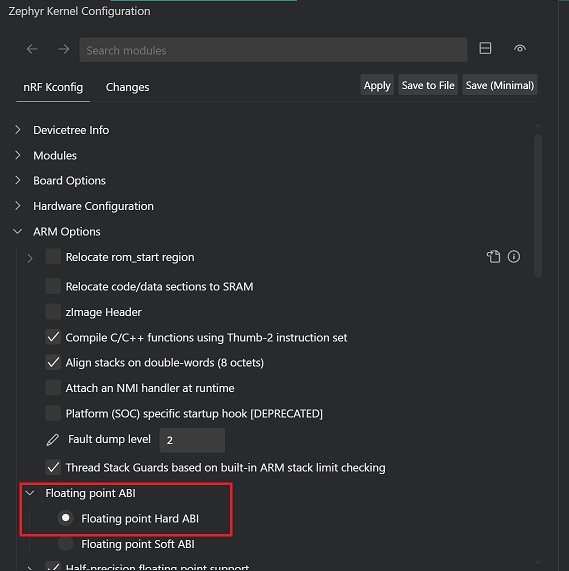 Zephyr Kernel Configuration
Search modules
nRF Kconfig Changes Apply Save to File Save (Minimal)
Devicetree Info
Modules
Board Options
Hardware Configuration
ARM Options
Relocate rom_start region
Relocate code/data sections to SRAM
zImage Header
Compile C/C++ functions using Thumb-2 instruction set
Align stacks on double-words (8 octets)
Attach an NMI handler at runtime
Platform (SOC) specific startup hook [DEPRECATED]
Fault dump level 2
Thread Stack Guards based on built-in ARM stack limit checking
Floating point ABI
Floating point Hard ABI
Floating point Soft ABI
Half-precision floating point support